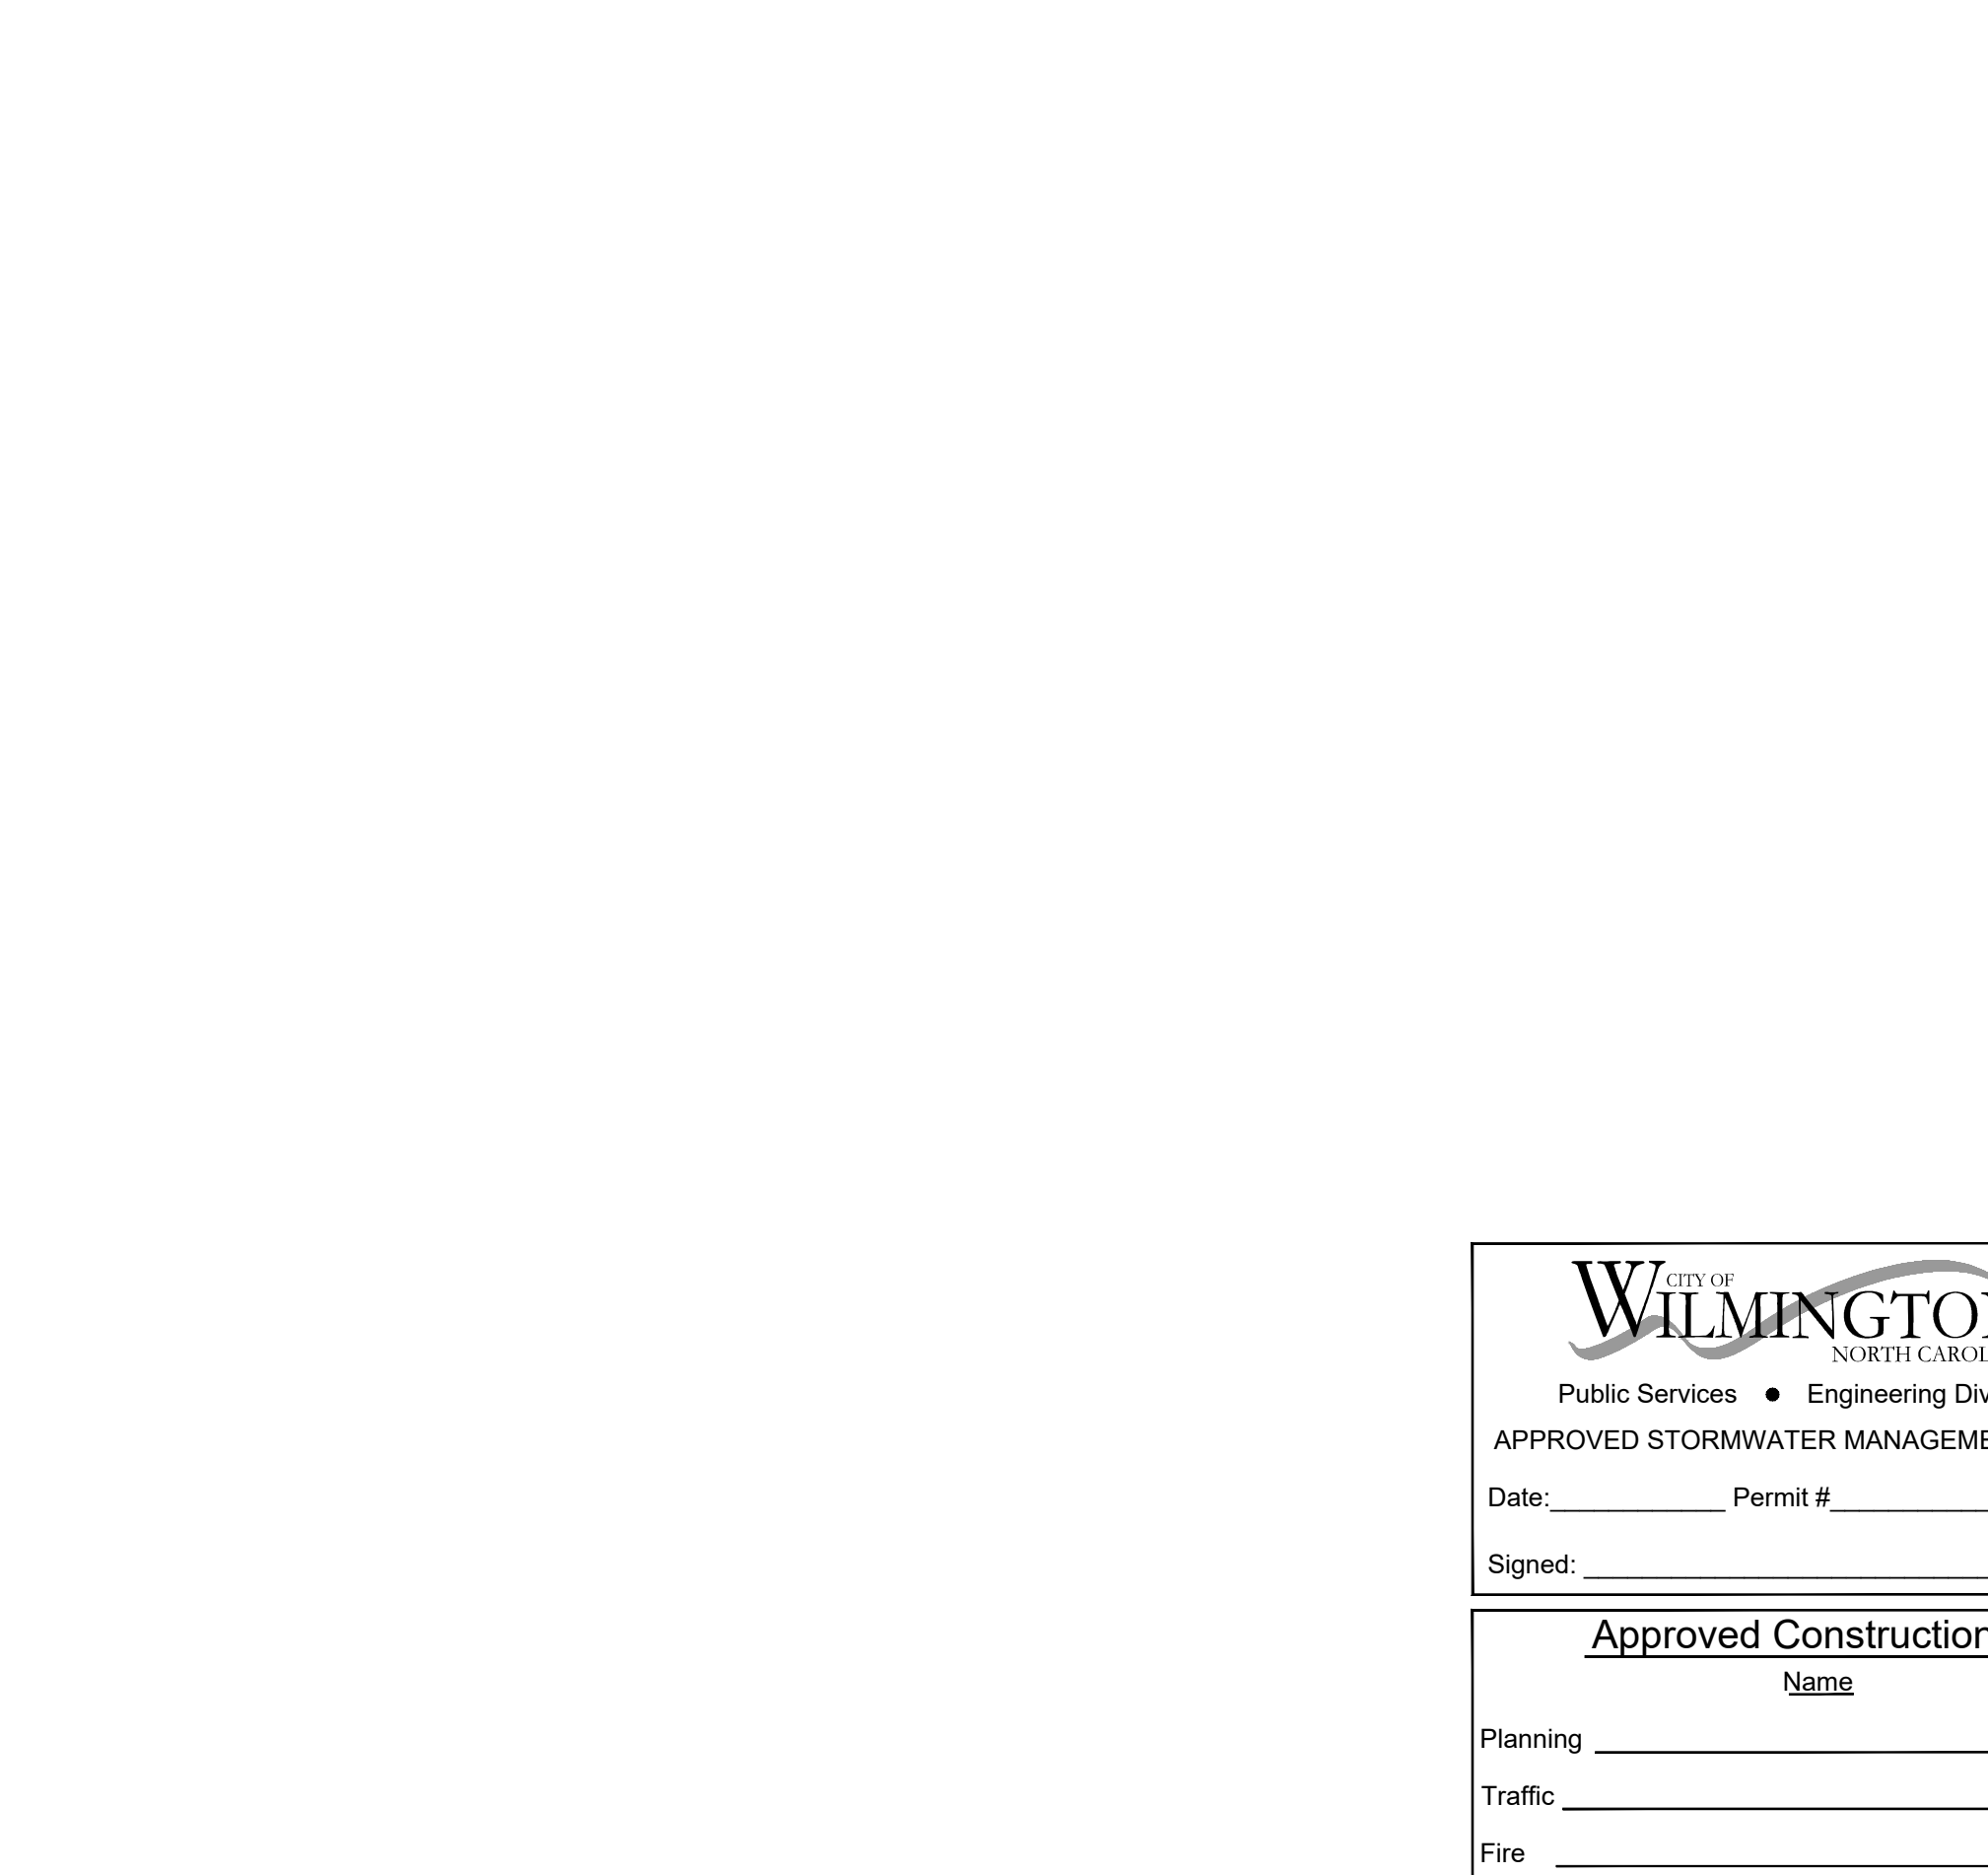 CITY OF
WILMINGTO
NORTH CAROL
Public Services ● Engineering Div
APPROVED STORMWATER MANAGEME
Date:____________ Permit #___________
Signed: ____________________________
Approved Construction
Name
Planning
Traffic
Fire